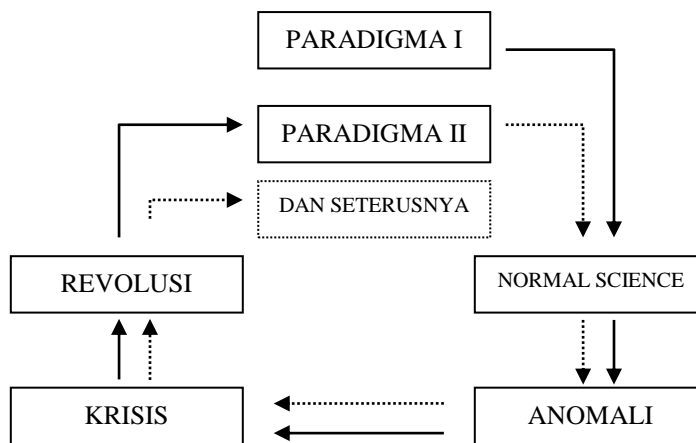 PARADIGMA I
PARADIGMA II
DAN SETERUSNYA
REVOLUSI
NORMAL SCIENCE
KRISIS
ANOMALI